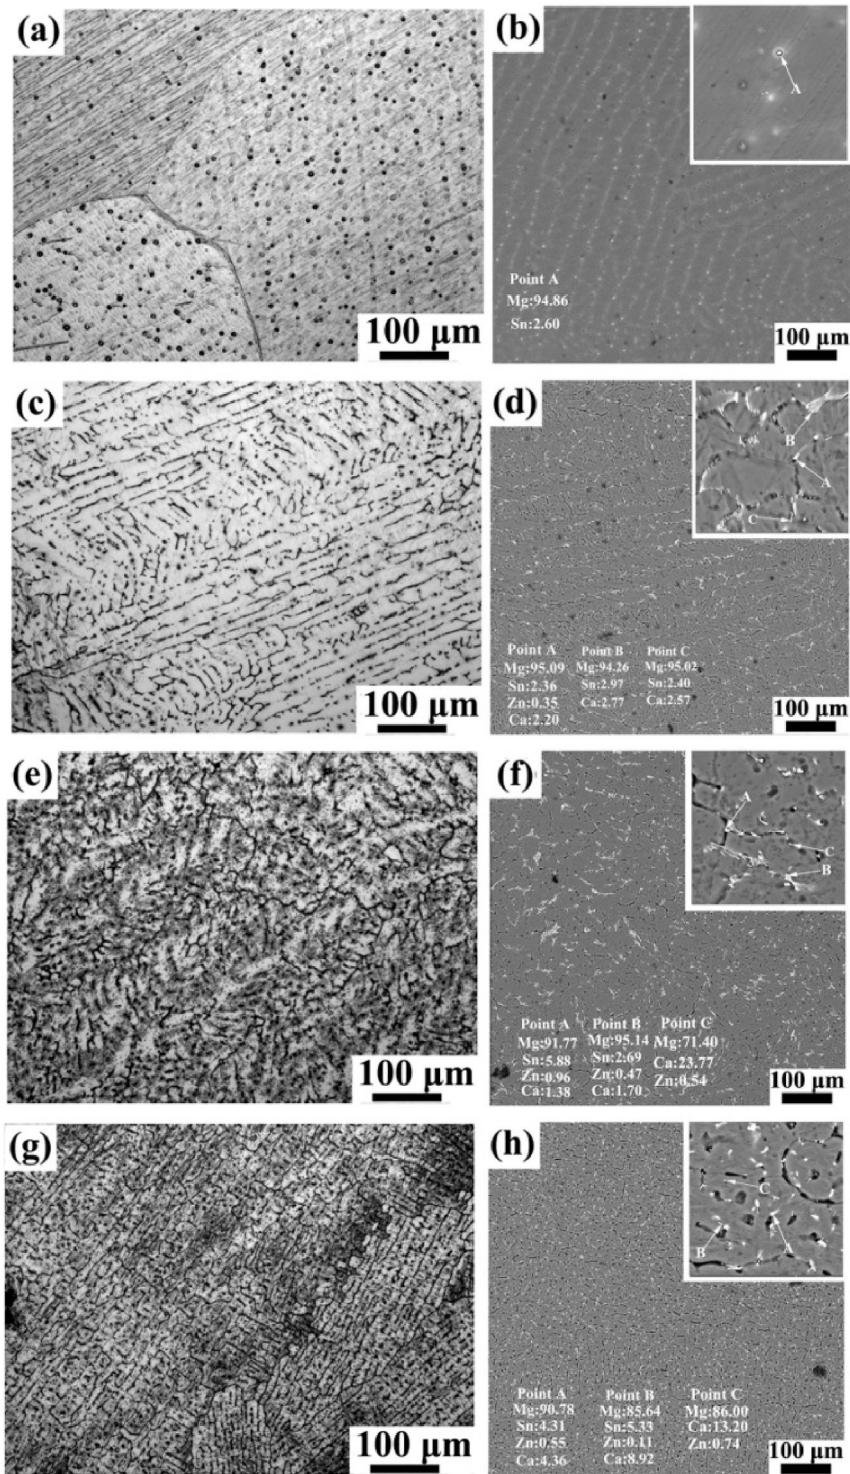 (a)
100 µm
(b)
A
Point A
Mg:94.86
Sn:2.60
100 µm
(c)
100 µm
(d)
B
A
C
Point A Point B Point C
Mg:95.09 Mg:94.26 Mg:95.02
Sn:2.36 Sn:2.97 Sn:2.40
Zn:0.35 Ca:2.77 Ca:2.57
Ca:2.20
100 µm
(e)
100 µm
(f)
A
C
B
Point A Point B Point C
Mg:91.77 Mg:95.14 Mg:71.40
Sn:5.88 Sn:2.69 Ca:23.77
Zn:0.96 Zn:0.47 Zn:0.54
Ca:1.38 Ca:1.70
100 µm
(g)
100 µm
(h)
C
B
A
Point A Point B Point C
Mg:90.78 Mg:85.64 Mg:86.00
Sn:4.31 Sn:5.33 Ca:13.20
Zn:0.55 Zn:0.11 Zn:0.74
Ca:4.36 Ca:8.92
100 µm